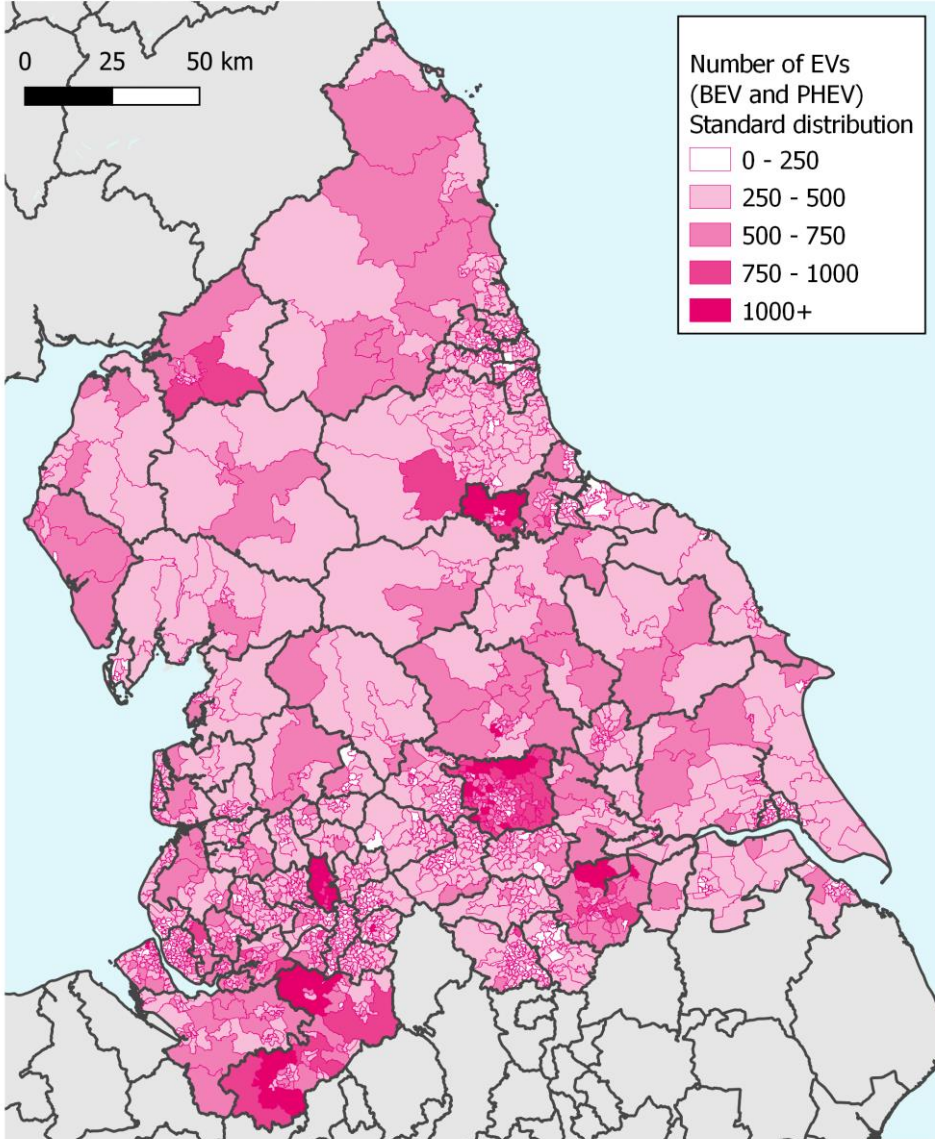 0 25 50 km
Number of EVs
(BEV and PHEV)
Standard distribution
0 - 250
250 - 500
500 - 750
750 - 1000
1000+